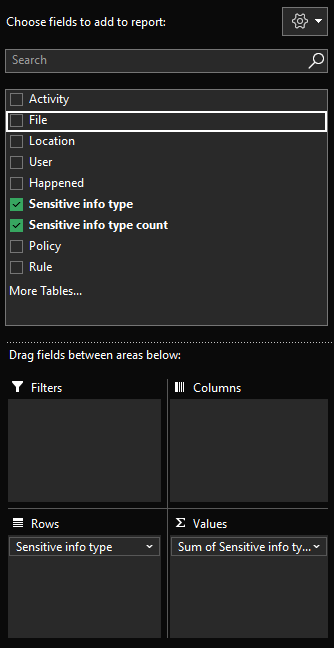 Choose fields to add to report:
Search
Activity
File
Location
User
Happened
Sensitive info type
Sensitive info type count
Policy
Rule
More Tables...
Drag fields between areas below:
Filters
Columns
Rows
Σ Values
Sensitive info type
Sum of Sensitive info ty...